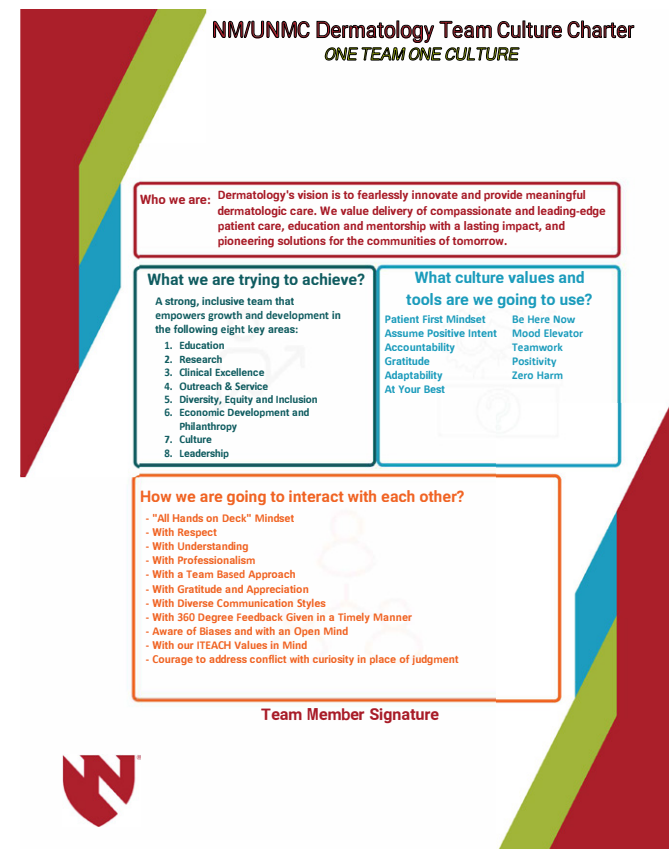 NM/UNMC Dermatology Team Culture Charter
ONE TEAM ONE CULTURE
Who we are:
Dermatology's vision is to fearlessly innovate and provide meaningful
dermatologic care. We value delivery of compassionate and leading-edge
patient care, education and mentorship with a lasting impact, and
pioneering solutions for the communities of tomorrow.
What we are trying to achieve?
A strong, inclusive team that
empowers growth and development in
the following eight key areas:
1. Education
2. Research
3. Clinical Excellence
4. Outreach & Service
5. Diversity, Equity and Inclusion
6. Economic Development and
Philanthropy
7. Culture
8. Leadership
What culture values and
tools are we going to use?
Patient First Mindset
Assume Positive Intent
Accountability
Gratitude
Adaptability
At Your Best
Be Here Now
Mood Elevator
Teamwork
Positivity
Zero Harm
How we are going to interact with each other?
- "All Hands on Deck" Mindset
- With Respect
- With Understanding
- With Professionalism
- With a Team Based Approach
- With Gratitude and Appreciation
- With Diverse Communication Styles
- With 360 Degree Feedback Given in a Timely Manner
- Aware of Biases and with an Open Mind
- With our ITEACH Values in Mind
- Courage to address conflict with curiosity in place of judgment
Team Member Signature
N
®